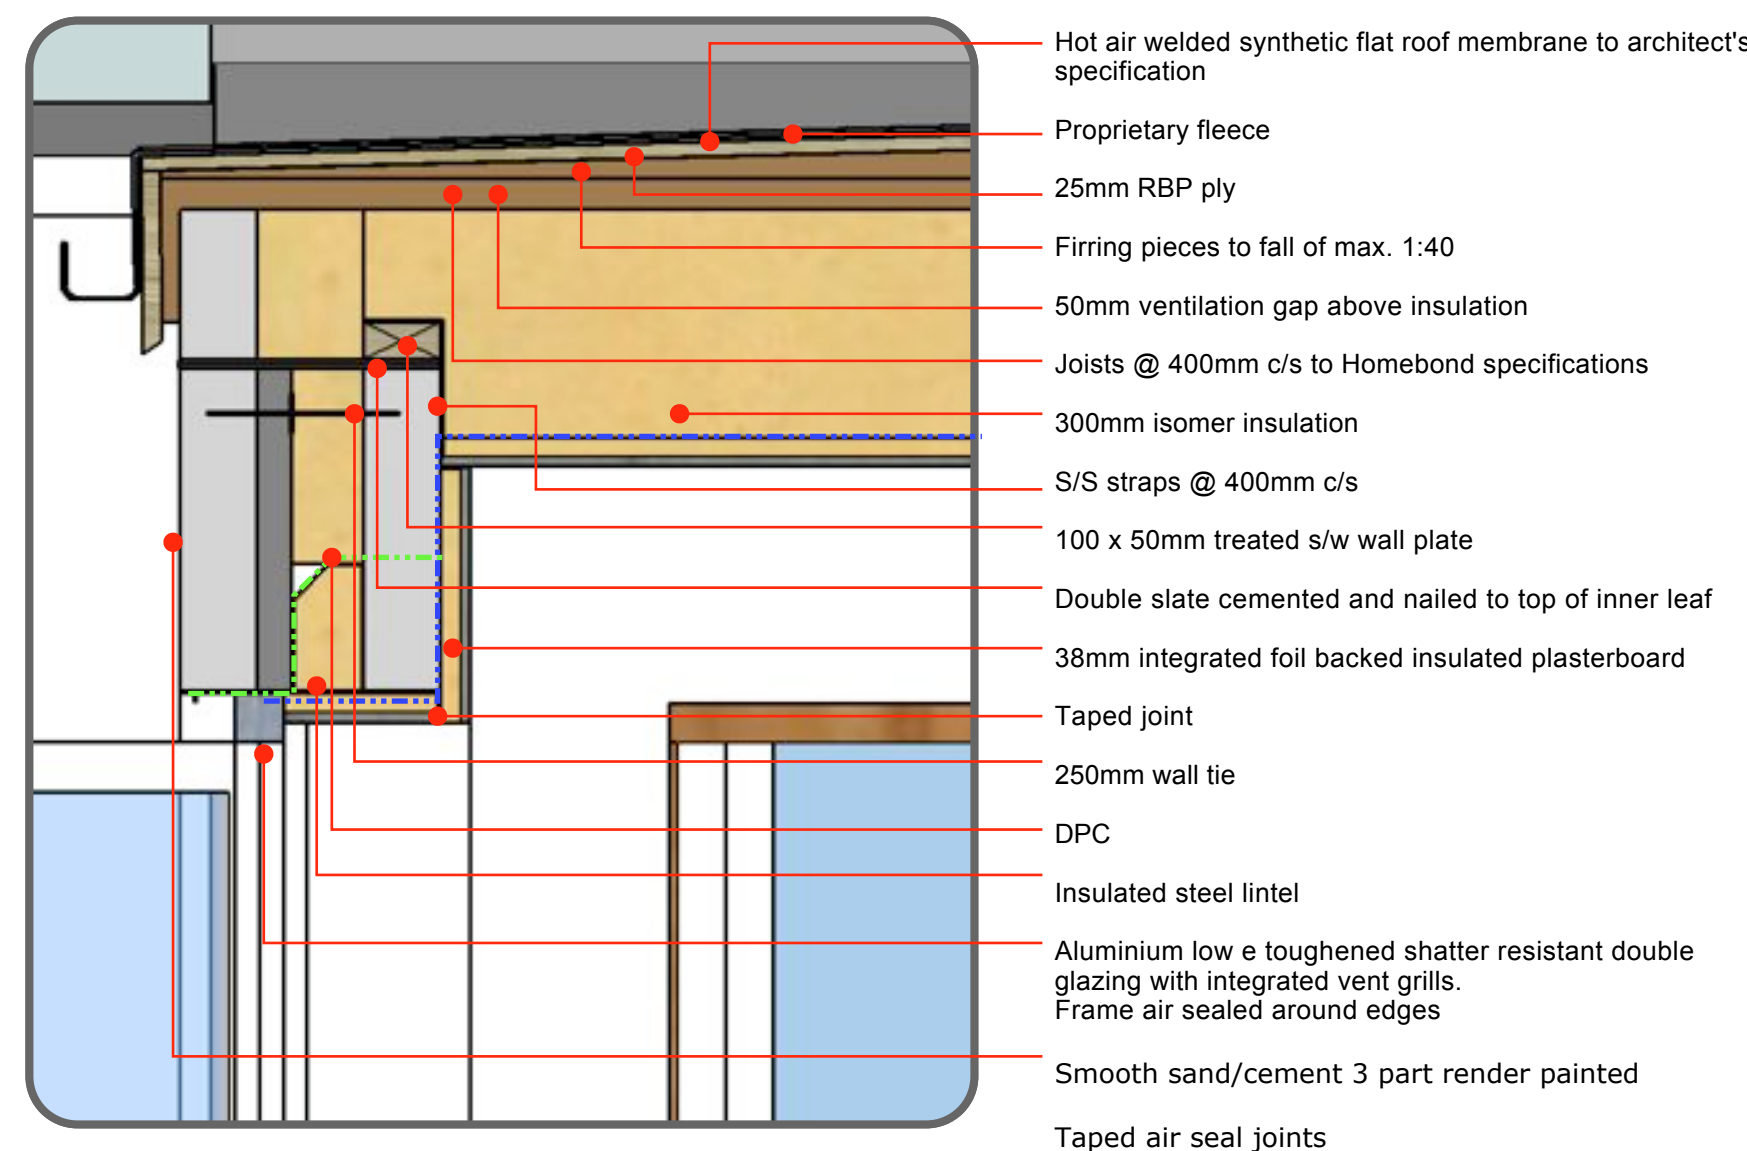 Hot air welded synthetic flat roof membrane to architect's
specification
Proprietary fleece
25mm RBP ply
Firring pieces to fall of max. 1:40
50mm ventilation gap above insulation
Joists @ 400mm c/s to Homebond specifications
300mm isomer insulation
S/S straps @ 400mm c/s
100 x 50mm treated s/w wall plate
Double slate cemented and nailed to top of inner leaf
38mm integrated foil backed insulated plasterboard
Taped joint
250mm wall tie
DPC
Insulated steel lintel
Aluminium low e toughened shatter resistant double
glazing with integrated vent grills.
Frame air sealed around edges
Smooth sand/cement 3 part render painted
Taped air seal joints